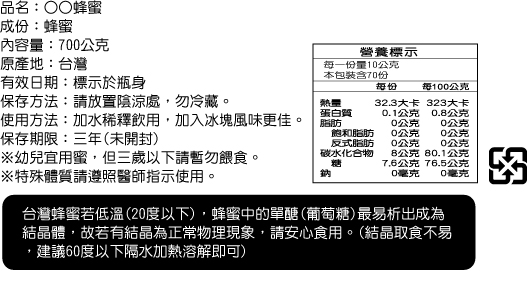 品名：○○蜂蜜
成份：蜂蜜
內容量：700公克
原產地：台灣
有效日期：標示於瓶身
保存方法：請放置陰涼處，勿冷藏。
使用方法：加水稀釋飲用，加入冰塊風味更佳。
保存期限：三年(未開封)
※幼兒宜用蜜，但三歲以下請暫勿餵食。
※特殊體質請遵照醫師指示使用。
營養標示
每一份量10公克
本包裝含70份
每份 每100公克
熱量 32.3大卡 323大卡
蛋白質 0.1公克 0.8公克
脂肪 0公克 0公克
飽和脂肪 0公克 0公克
反式脂肪 0公克 0公克
碳水化合物 8公克 80.1公克
糖 7.6公克 76.5公克
鈉 0毫克 0毫克
台灣蜂蜜若低溫(20度以下)，蜂蜜中的單醣(葡萄糖)最易析出成為
結晶體，故若有結晶為正常物理現象，請安心食用。(結晶取食不易
，建議60度以下隔水加熱溶解即可)